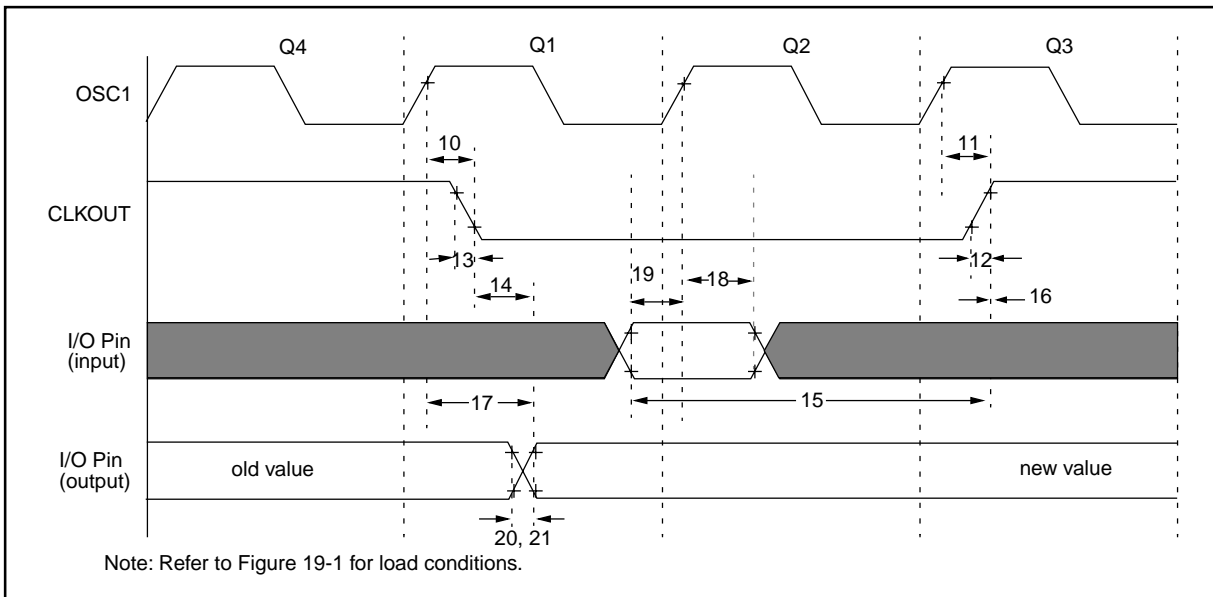 Q4 Q1 Q2 Q3
OSC1
10 11
CLKOUT
13 12
14 19 18 16
I/O Pin
(input)
17 15
I/O Pin
(output)
old value new value
20, 21
Note: Refer to Figure 19-1 for load conditions.